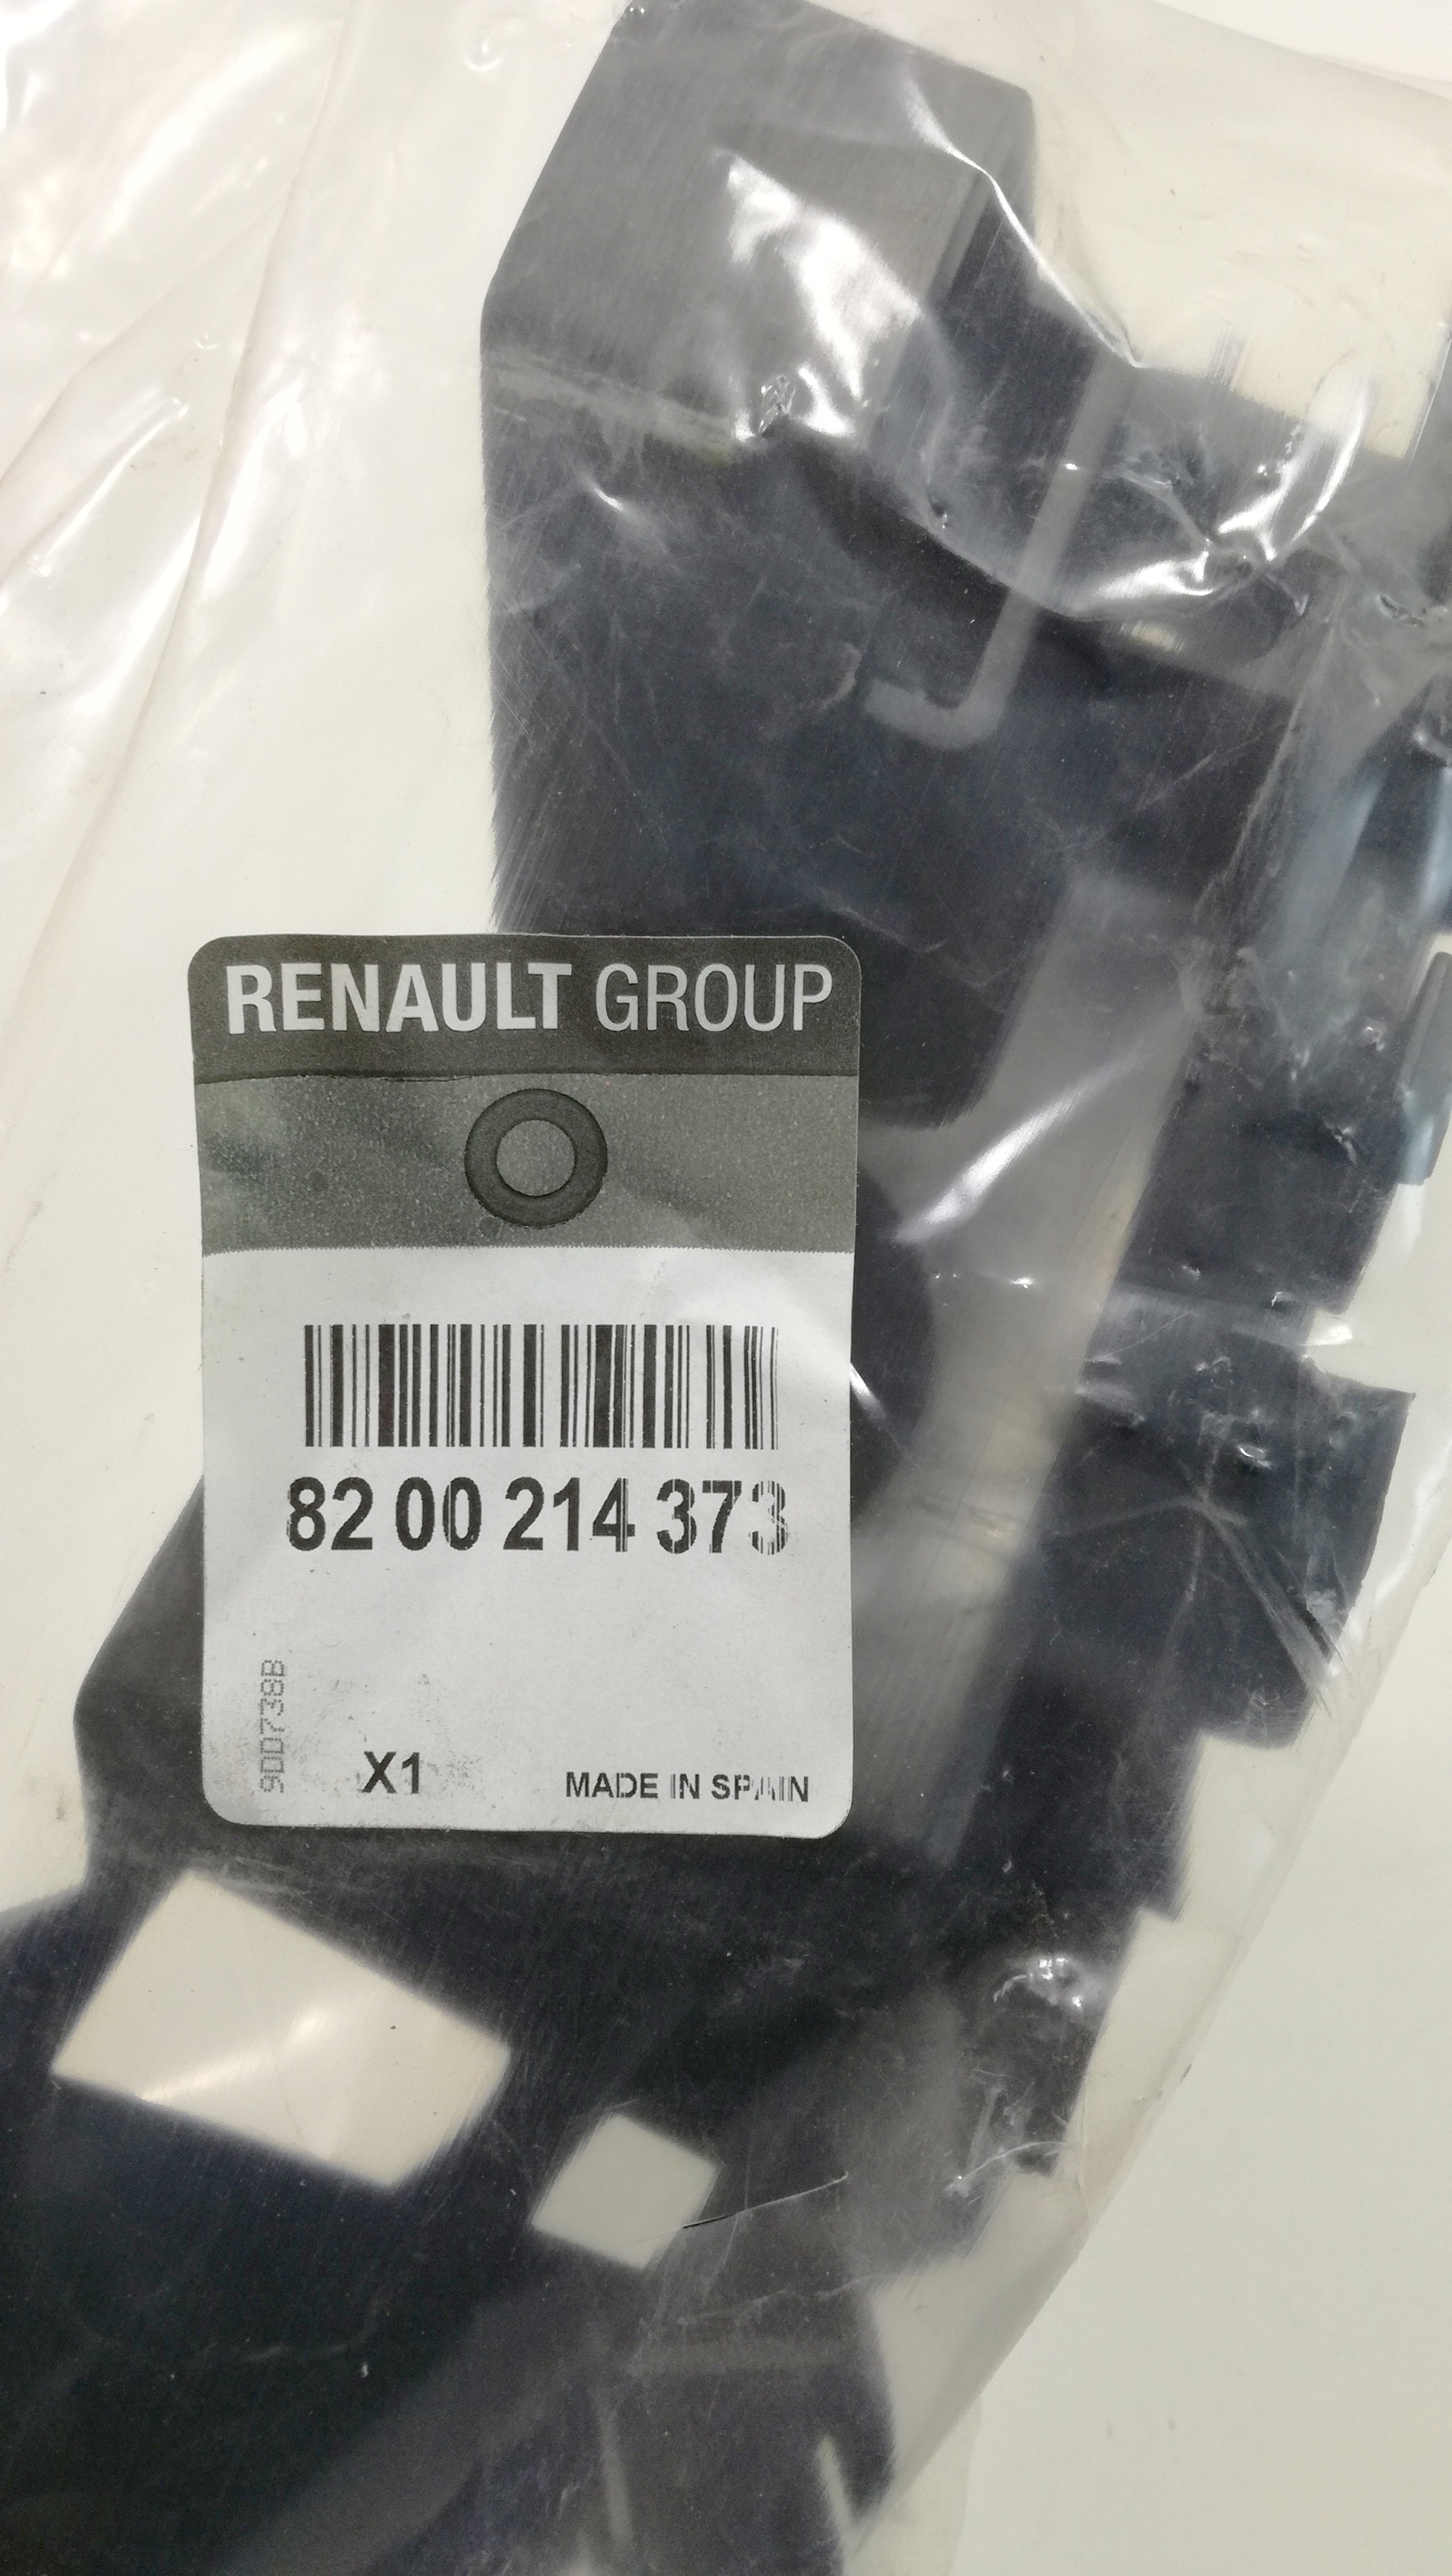 RENAULT GROUP
82 00 214 373
9DD738B
X1
MADE IN SPAIN